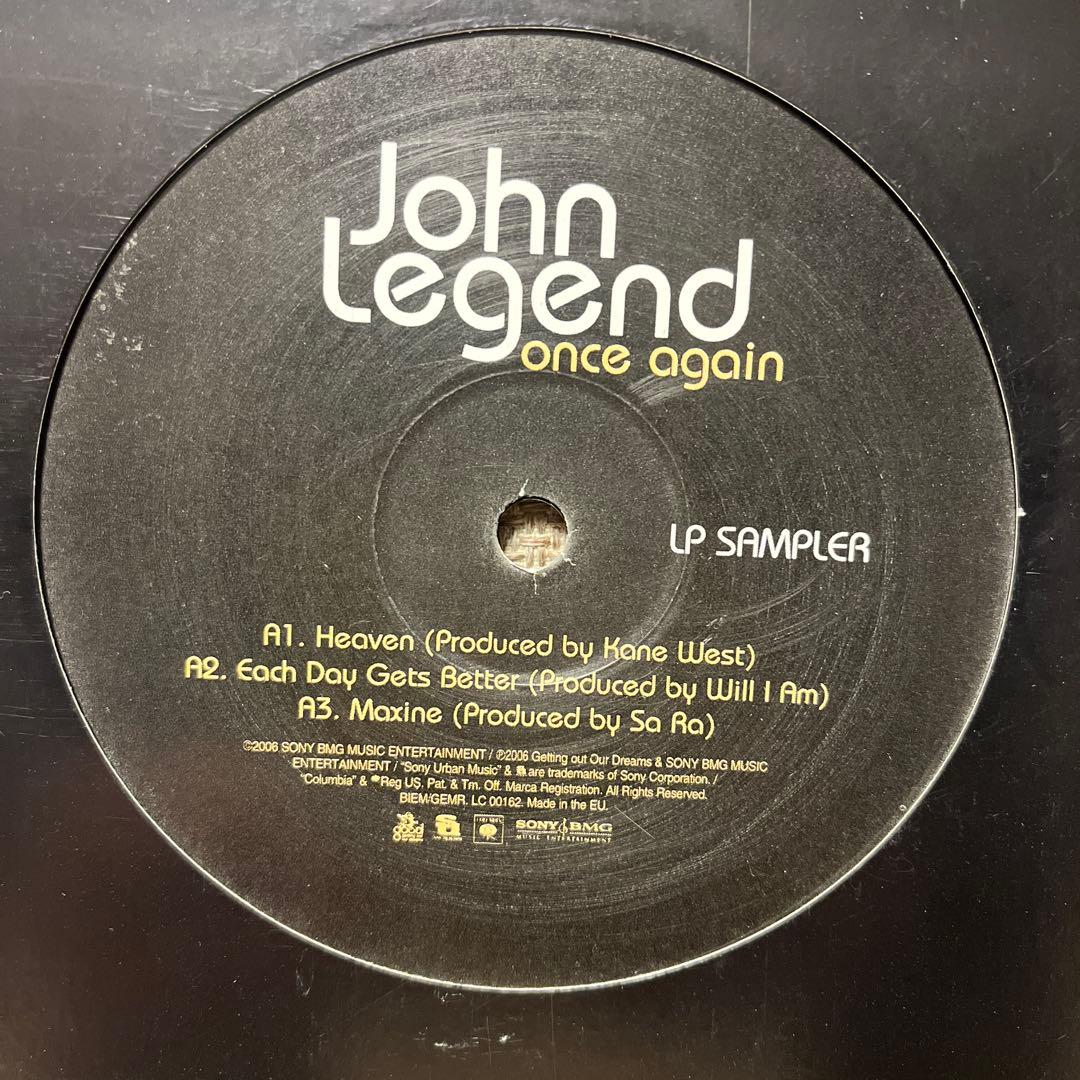 John
Legend
once again
LP SAMPLER
A1. Heaven (Produced by Kane West)
A2. Each Day Gets Better (Produced by Will I Am)
A3. Maxine (Produced by Sa Ra)
©2006 SONY BMG MUSIC ENTERTAINMENT / ℗2006 Getting out Our Dreams & SONY BMG MUSIC
ENTERTAINMENT / "Sony Urban Music" & are trademarks of Sony Corporation. /
"Columbia" & Reg US. Pat. & Tm. Off. Marca Registration. All Rights Reserved.
BIEM/GEMR. LC 00162. Made in the EU.
good
SONY BMG
MUSIC ENTERTAINMENT